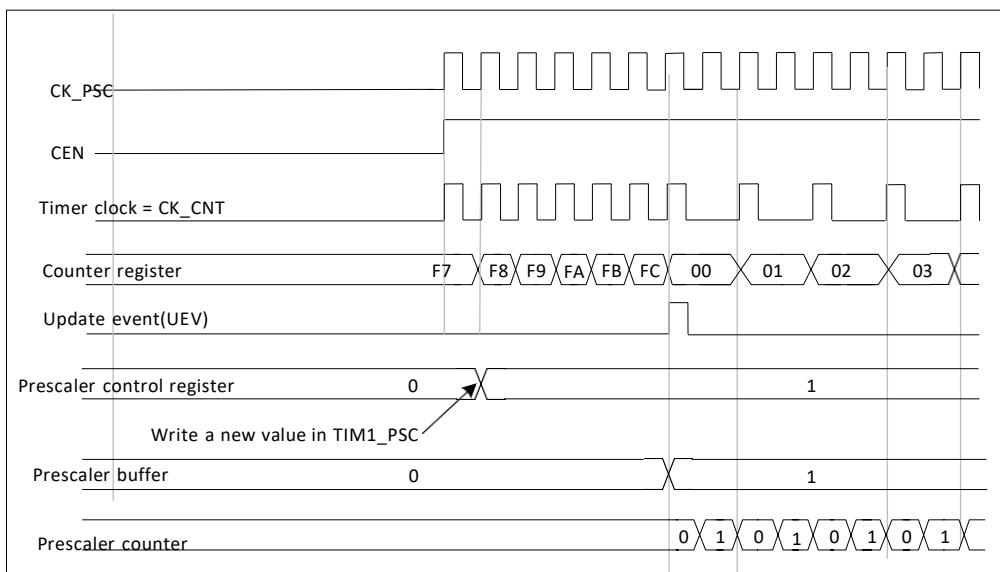 CK_PSC
CEN
Timer clock = CK_CNT
Counter register F7 F8 F9 FA FB FC 00 01 02 03
Update event(UEV)
Prescaler control register 0 1
Write a new value in TIM1_PSC
Prescaler buffer 0 1
Prescaler counter 0 1 0 1 0 1 0 1